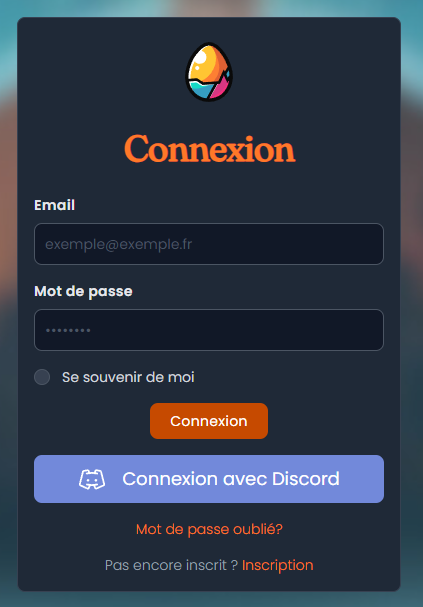 Connexion
Email
exemple@exemple.fr
Mot de passe
••••••••
Se souvenir de moi
Connexion
Connexion avec Discord
Mot de passe oublié?
Pas encore inscrit ? Inscription